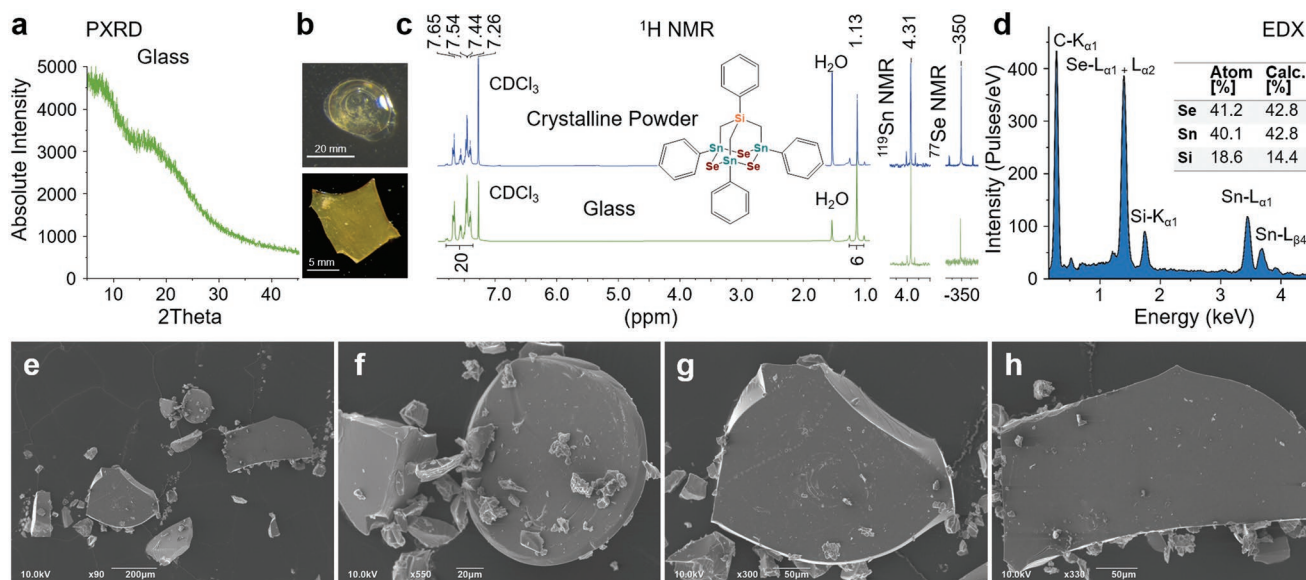 a
PXRD
Glass
Absolute Intensity
5000
4000
3000
2000
1000
0
10
20
30
40
2Theta
b
20 mm
5 mm
c
¹H NMR
7.65
7.54
7.44
7.26
1.13
4.31
−350
CDCl₃
H₂O
Crystalline Powder
¹¹⁹Sn NMR
⁷⁷Se NMR
Si
Sn
Se
Sn
Se
Sn
Se
CDCl₃
Glass
H₂O
20
6
7.0
6.0
5.0
4.0
3.0
2.0
1.0
4.0
-350
(ppm)
d
EDX
C-Kα1
Se-Lα1 + Lα2
Atom [%]
Calc. [%]
Se 41.2 42.8
Sn 40.1 42.8
Si 18.6 14.4
Si-Kα1
Sn-Lα1
Sn-Lβ4
Intensity (Pulses/eV)
400
300
200
100
0
1
2
3
4
Energy (keV)
e
10.0kV x90 200µm
f
10.0kV x550 20µm
g
10.0kV x300 50µm
h
10.0kV x330 50µm